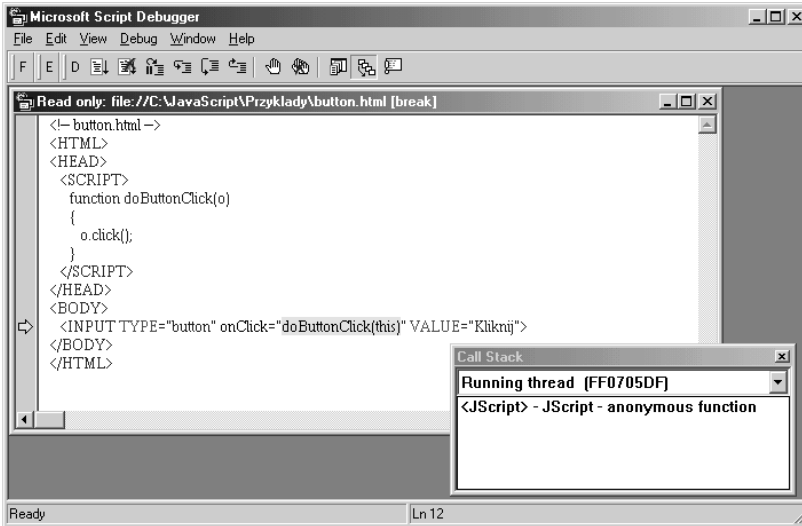 Microsoft Script Debugger
File Edit View Debug Window Help
F E D
Read only: file://C:\JavaScript\Przyklady\button.html [break]
<!-- button.html -->
<HTML>
<HEAD>
<SCRIPT>
function doButtonClick(o)
{
o.click();
}
</SCRIPT>
</HEAD>
<BODY>
<INPUT TYPE="button" onClick="doButtonClick(this)" VALUE="Kliknij">
</BODY>
</HTML>
Call Stack
Running thread (FF0705DF)
<JScript> - JScript - anonymous function
Ready
Ln 12